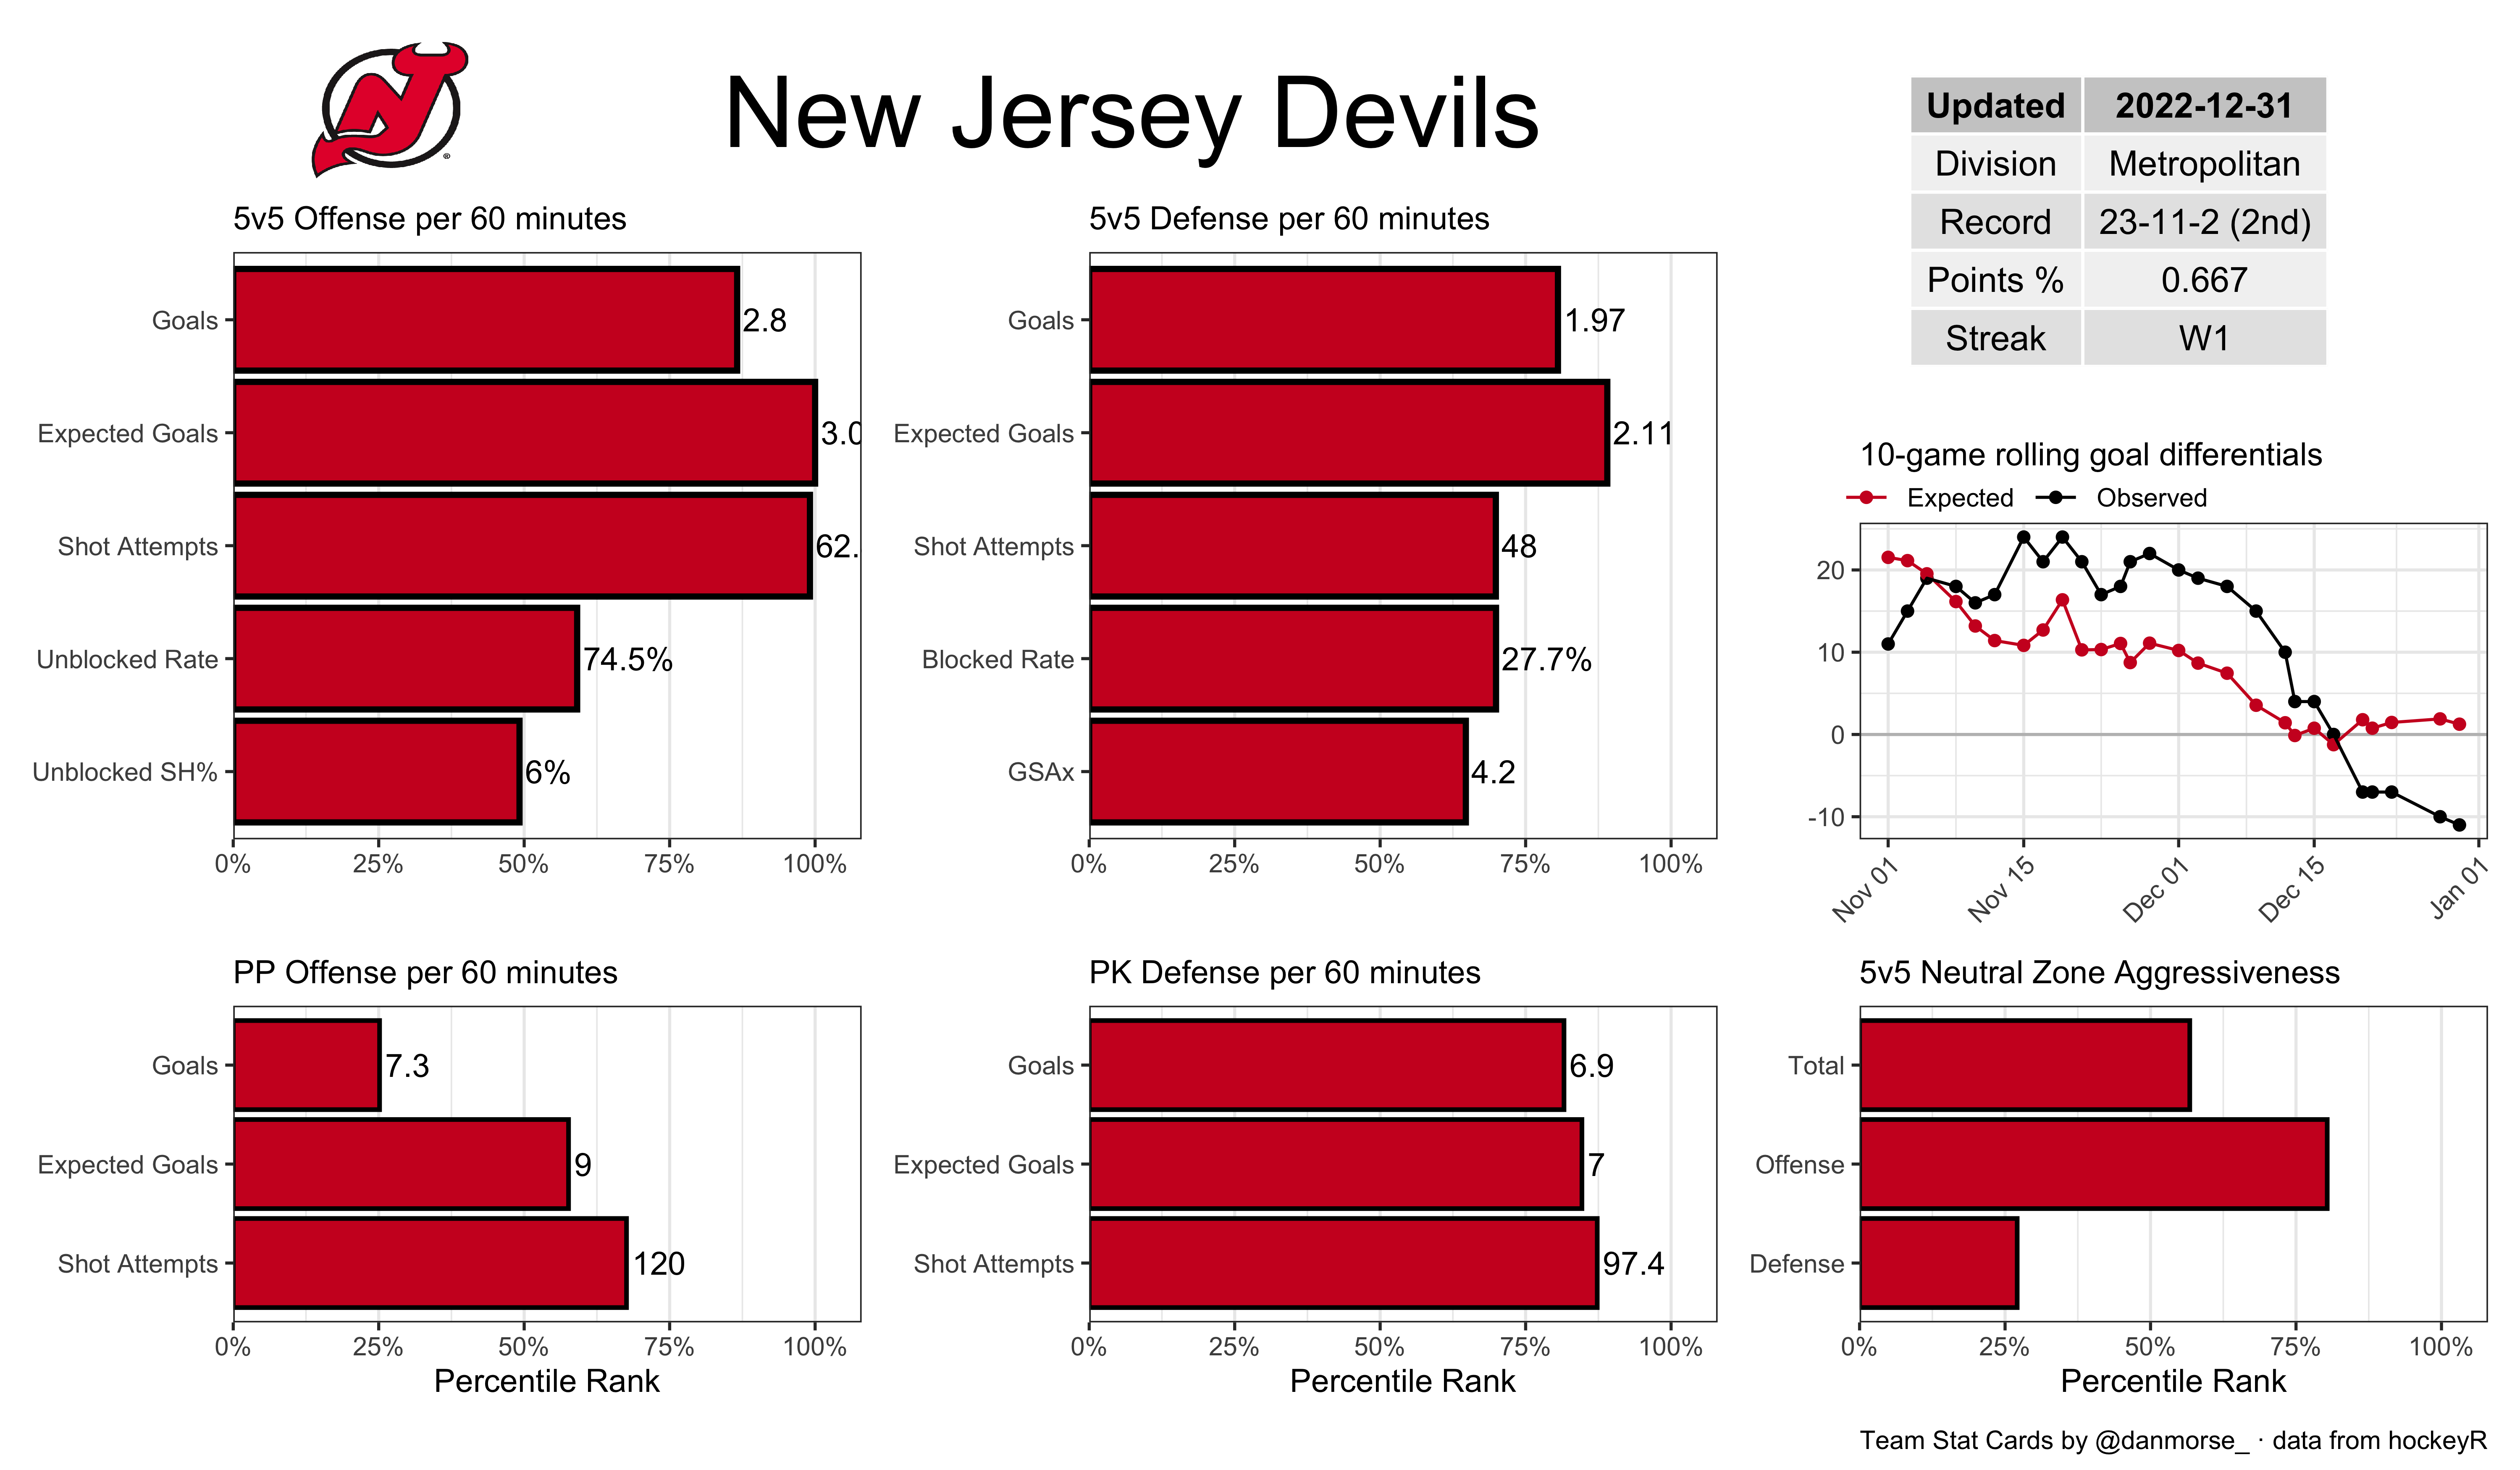 New Jersey Devils
Updated 2022-12-31
Division Metropolitan
Record 23-11-2 (2nd)
Points % 0.667
Streak W1
5v5 Offense per 60 minutes
Goals 2.8
Expected Goals 3.0
Shot Attempts 62.
Unblocked Rate 74.5%
Unblocked SH% 6%
0% 25% 50% 75% 100%
5v5 Defense per 60 minutes
Goals 1.97
Expected Goals 2.11
Shot Attempts 48
Blocked Rate 27.7%
GSAx 4.2
0% 25% 50% 75% 100%
10-game rolling goal differentials
Expected Observed
20
10
0
-10
Nov 01 Nov 15 Dec 01 Dec 15 Jan 01
PP Offense per 60 minutes
Goals 7.3
Expected Goals 9
Shot Attempts 120
0% 25% 50% 75% 100%
Percentile Rank
PK Defense per 60 minutes
Goals 6.9
Expected Goals 7
Shot Attempts 97.4
0% 25% 50% 75% 100%
Percentile Rank
5v5 Neutral Zone Aggressiveness
Total
Offense
Defense
0% 25% 50% 75% 100%
Percentile Rank
Team Stat Cards by @danmorse_ · data from hockeyR